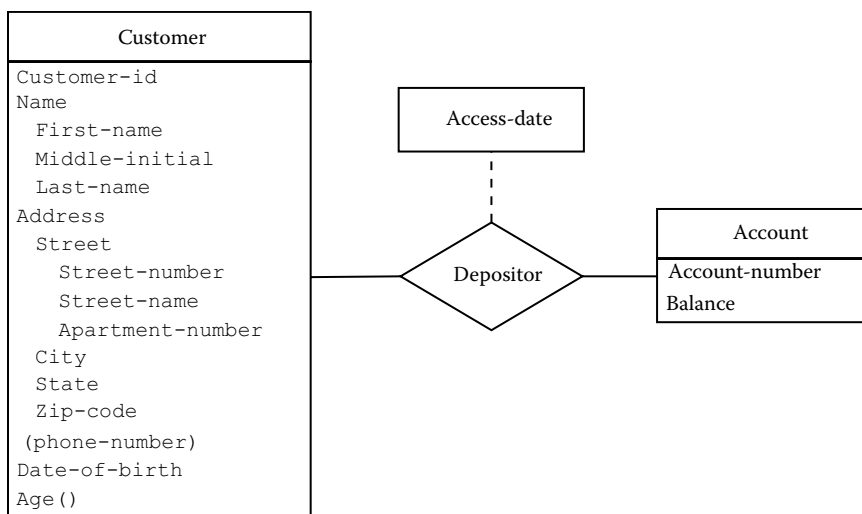 Customer
Customer-id
Name
First-name
Middle-initial
Last-name
Address
Street
Street-number
Street-name
Apartment-number
City
State
Zip-code
(phone-number)
Date-of-birth
Age()
Access-date
Depositor
Account
Account-number
Balance